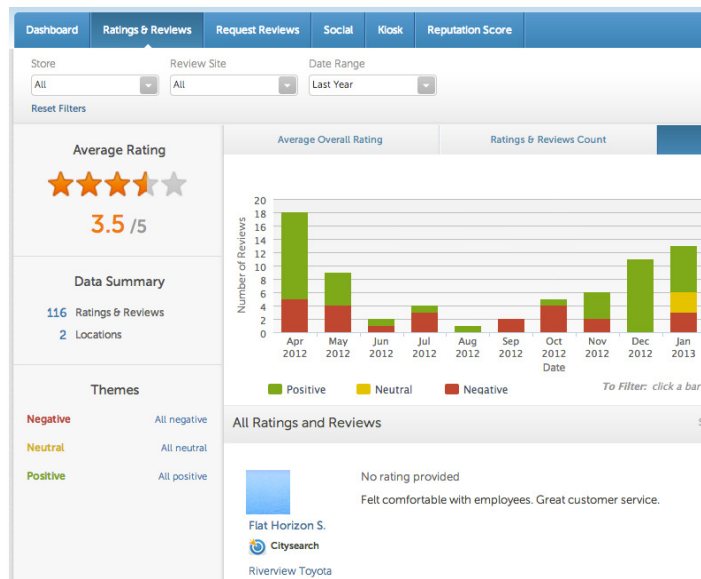 Dashboard Ratings & Reviews Request Reviews Social Kiosk Reputation Score
Store Review Site Date Range
All All Last Year
Reset Filters
Average Rating
3.5 /5
Data Summary
116 Ratings & Reviews
2 Locations
Themes
Negative All negative
Neutral All neutral
Positive All positive
Average Overall Rating Ratings & Reviews Count
Number of Reviews
20
18
16
14
12
10
8
6
4
2
0
Apr May Jun Jul Aug Sep Oct Nov Dec Jan
2012 2012 2012 2012 2012 2012 2012 2012 2012 2013
Date
Positive Neutral Negative To Filter: click a bar
All Ratings and Reviews
No rating provided
Felt comfortable with employees. Great customer service.
Flat Horizon S.
Citysearch
Riverview Toyota